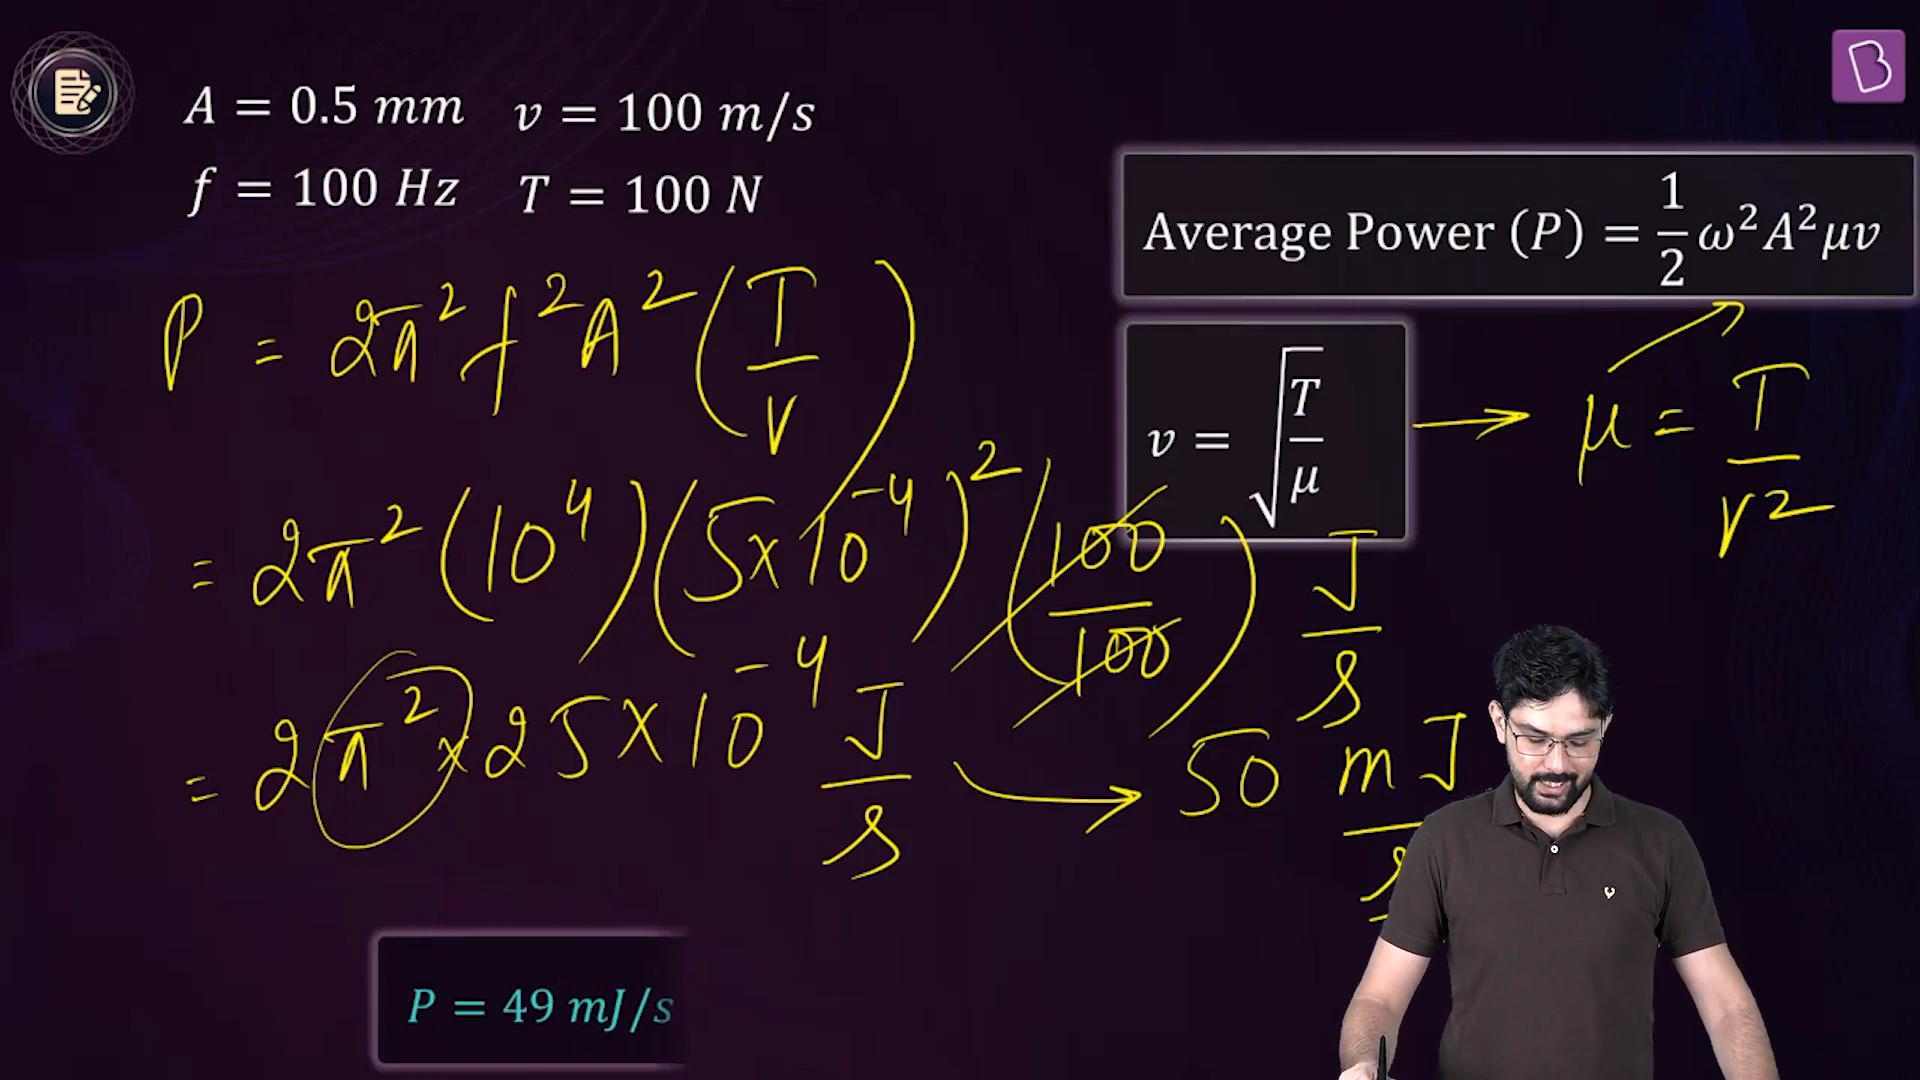 A = 0.5 mm v = 100 m/s
f = 100 Hz T = 100 N
Average Power (P) = 1/2 ω²A²μv
v = √(T/μ) → μ = T/v²
P = 2π²f²A²(T/v)
= 2π²(10⁴)(5×10⁻⁴)²(100/100) J/s
= 2π²×25×10⁻⁴ J/s → 50 mJ/s
P = 49 mJ/s
B